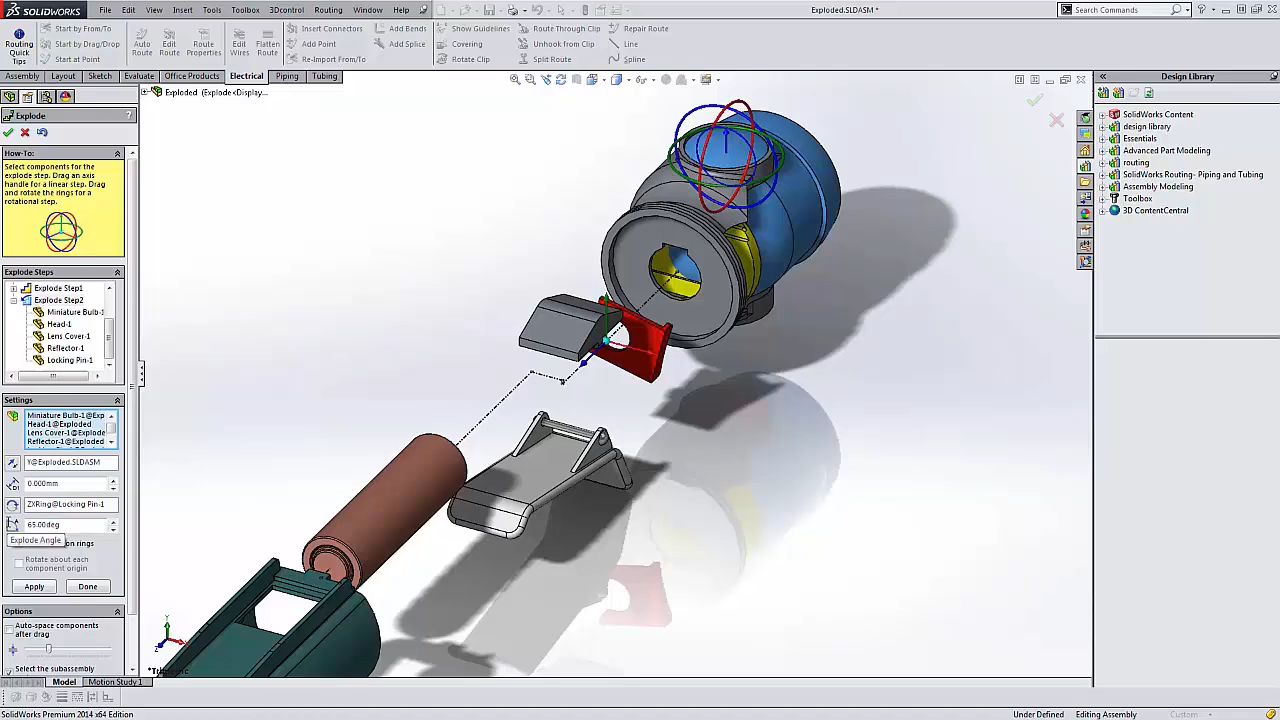 SOLIDWORKS
File Edit View Insert Tools Toolbox 3Dcontrol Routing Window Help
Exploded.SLDASM *
Search Commands
Routing Quick Tips
Start by From/To
Start by Drag/Drop
Start at Point
Auto Route
Edit Route
Route Properties
Edit Wires
Flatten Route
Insert Connectors
Add Point
Re-Import From/To
Add Bends
Add Splice
Show Guidelines
Covering
Rotate Clip
Route Through Clip
Unhook from Clip
Split Route
Repair Route
Line
Spline
Assembly Layout Sketch Evaluate Office Products Electrical Piping Tubing
Exploded (Explode<Display...
Explode
?
How-To:
Select components for the
explode step. Drag an axis
handle for a linear step. Drag
and rotate the rings for a
rotational step.
Explode Steps
Explode Step1
Explode Step2
Miniature Bulb-1
Head-1
Lens Cover-1
Reflector-1
Locking Pin-1
Settings
Miniature Bulb-1@Exp
Head-1@Exploded
Lens Cover-1@Explode
Reflector-1@Exploded
Y@Exploded.SLDASM
0.000mm
ZXRing@Locking Pin-1
65.00deg
Explode Angle
on rings
Rotate about each
component origin
Apply Done
Options
Auto-space components
after drag
Select the subassembly
Model Motion Study 1
Design Library
SolidWorks Content
design library
Essentials
Advanced Part Modeling
routing
SolidWorks Routing- Piping and Tubing
Assembly Modeling
Toolbox
3D ContentCentral
SolidWorks Premium 2014 x64 Edition
Under Defined
Editing Assembly
Custom